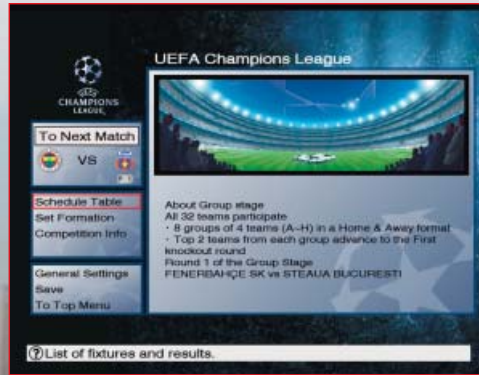 UEFA Champions League
UEFA
CHAMPIONS
LEAGUE
To Next Match
VS
Schedule Table
Set Formation
Competition Info
General Settings
Save
To Top Menu
About Group stage
All 32 teams participate
・8 groups of 4 teams (A~H) in a Home & Away format
・Top 2 teams from each group advance to the First
knockout round
Round 1 of the Group Stage
FENERBAHÇE SK vs STEAUA BUCURESTI
?List of fixtures and results.